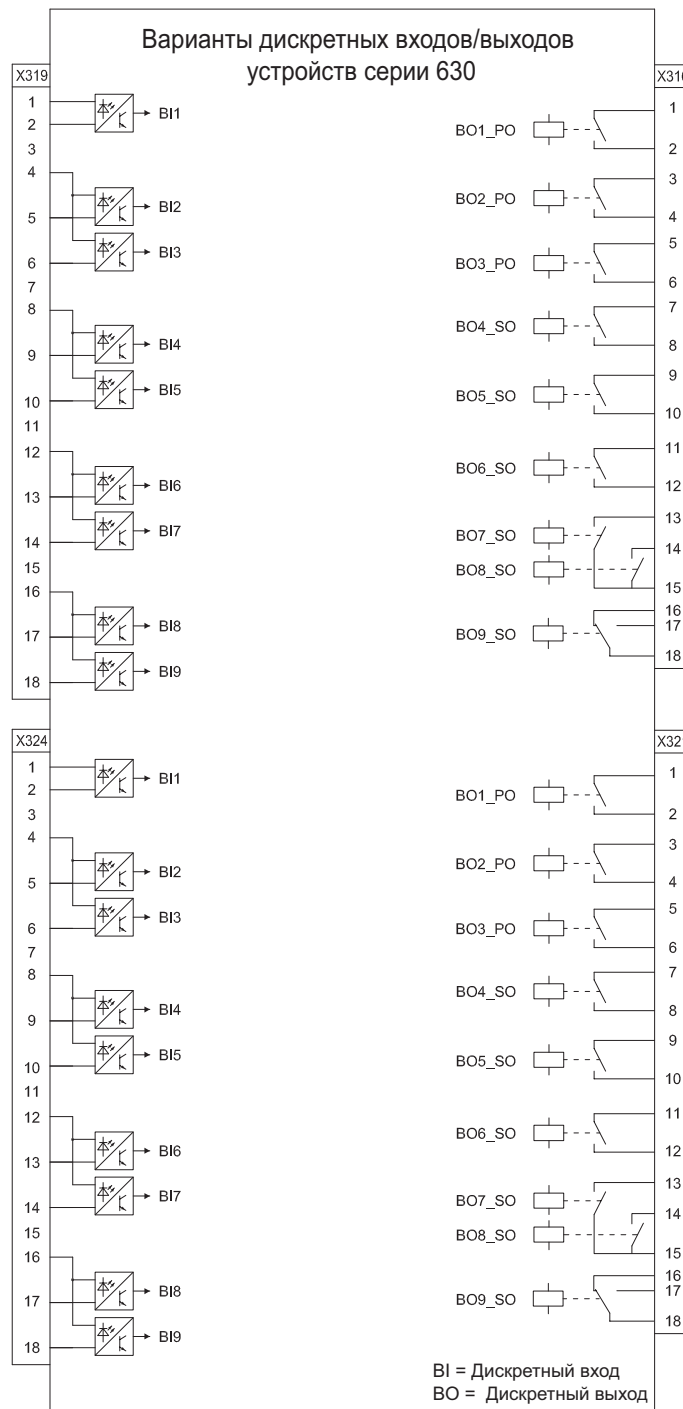 Варианты дискретных входов/выходов
устройств серии 630
X319
1
2
3
4
5
6
7
8
9
10
11
12
13
14
15
16
17
18
BI1
BI2
BI3
BI4
BI5
BI6
BI7
BI8
BI9
BO1_PO
BO2_PO
BO3_PO
BO4_SO
BO5_SO
BO6_SO
BO7_SO
BO8_SO
BO9_SO
X316
1
2
3
4
5
6
7
8
9
10
11
12
13
14
15
16
17
18
X324
1
2
3
4
5
6
7
8
9
10
11
12
13
14
15
16
17
18
BI1
BI2
BI3
BI4
BI5
BI6
BI7
BI8
BI9
BO1_PO
BO2_PO
BO3_PO
BO4_SO
BO5_SO
BO6_SO
BO7_SO
BO8_SO
BO9_SO
1
2
3
4
5
6
7
8
9
10
11
12
13
14
15
16
17
18
BI = Дискретный вход
BO = Дискретный выход